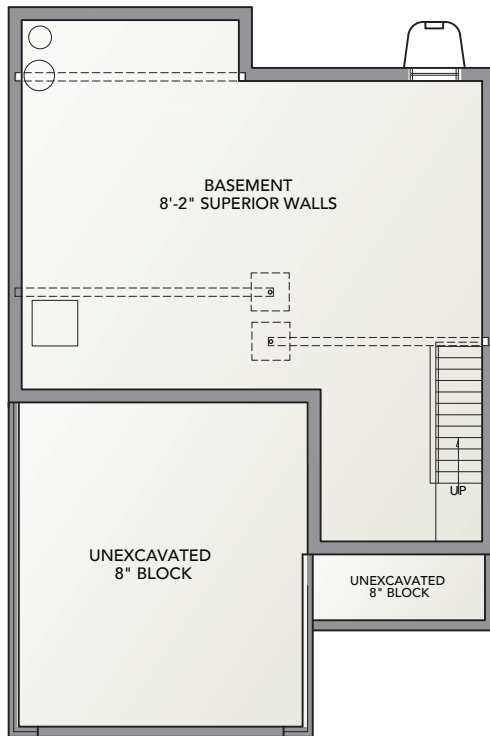 BASEMENT
8'-2" SUPERIOR WALLS
UP
UNEXCAVATED
8" BLOCK
UNEXCAVATED
8" BLOCK